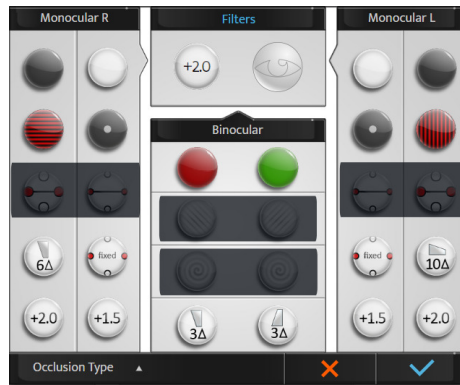 Monocular R
Filters
Monocular L
+2.0
Binocular
6Δ
fixed
fixed
10Δ
+2.0
+1.5
3Δ
3Δ
+1.5
+2.0
Occlusion Type